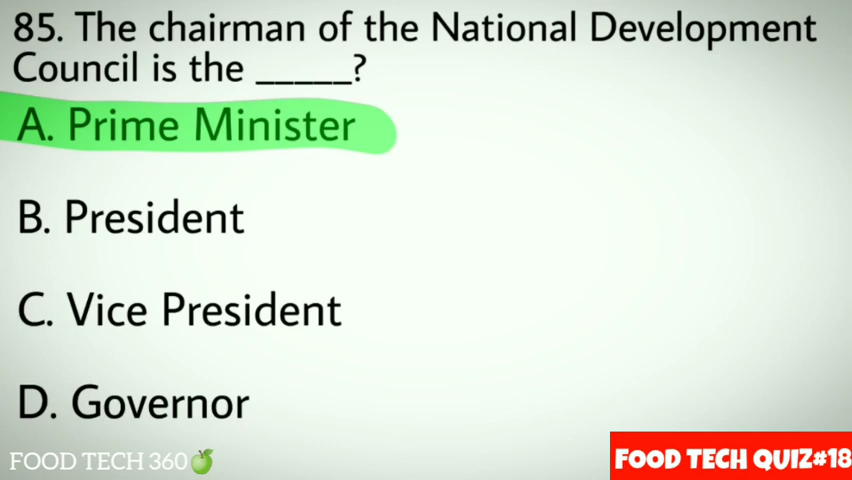 85. The chairman of the National Development
Council is the _____?
A. Prime Minister
B. President
C. Vice President
D. Governor
FOOD TECH 360
FOOD TECH QUIZ#18